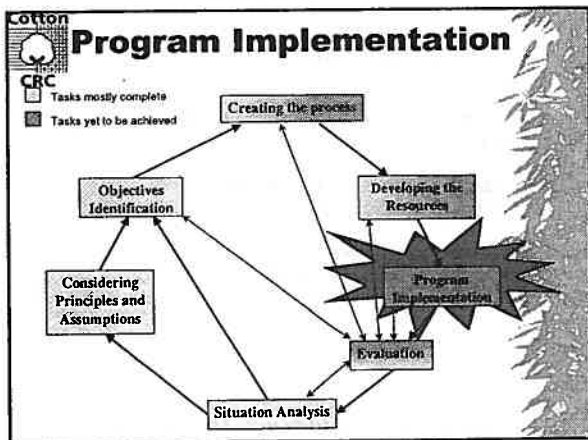 Cotton
CRC
Program Implementation
Tasks mostly complete
Tasks yet to be achieved
Creating the process
Objectives
Identification
Developing the
Resources
Considering
Principles and
Assumptions
Program
Implementation
Evaluation
Situation Analysis